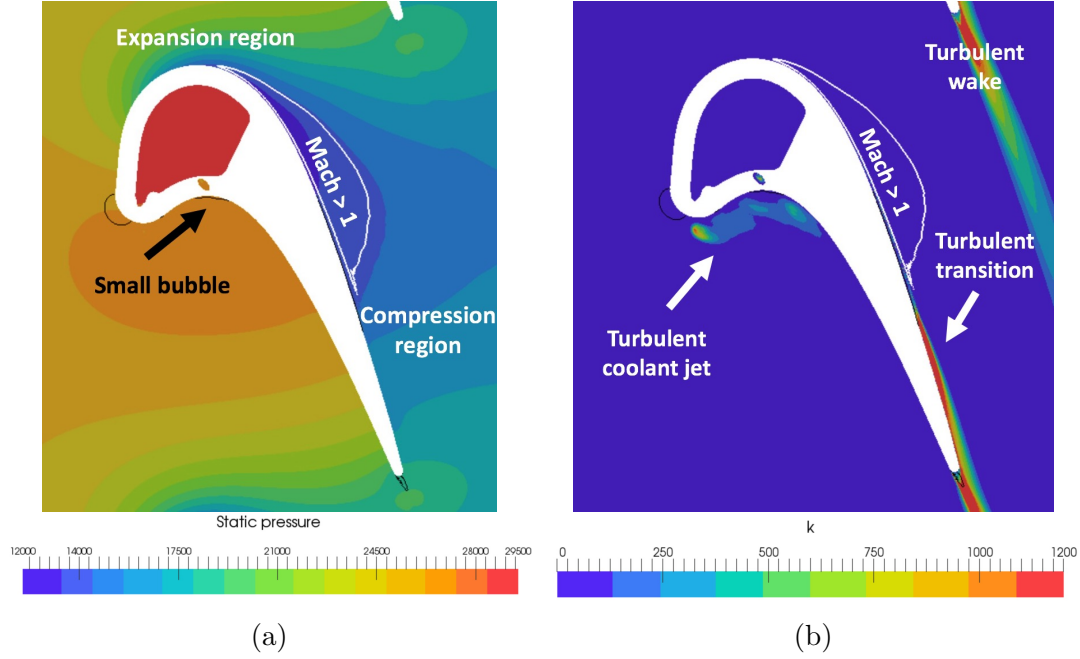 Expansion region
Mach > 1
Small bubble
Compression
region
Static pressure
12000 14000 17500 21000 24500 28000 29500
(a)
Turbulent
wake
Mach > 1
Turbulent
transition
Turbulent
coolant jet
k
0 250 500 750 1000 1200
(b)